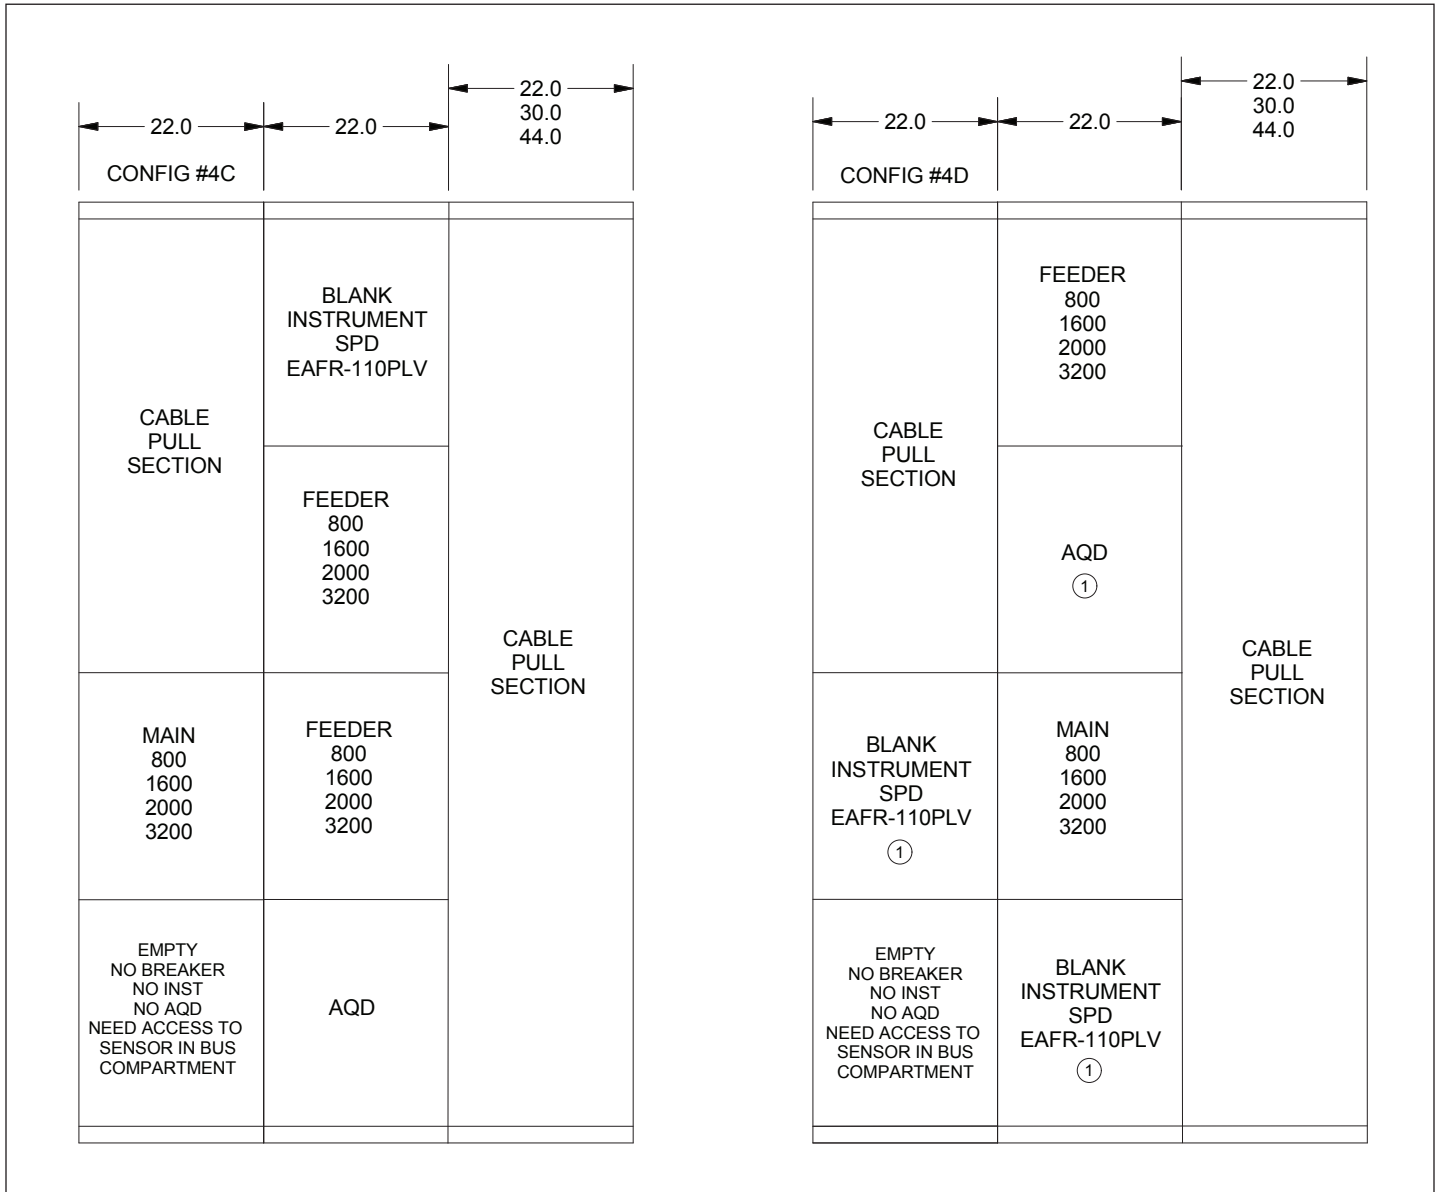 22.0
22.0
22.0
30.0
44.0
CONFIG #4C
CABLE
PULL
SECTION
MAIN
800
1600
2000
3200
EMPTY
NO BREAKER
NO INST
NO AQD
NEED ACCESS TO
SENSOR IN BUS
COMPARTMENT
BLANK
INSTRUMENT
SPD
EAFR-110PLV
FEEDER
800
1600
2000
3200
FEEDER
800
1600
2000
3200
AQD
CABLE
PULL
SECTION
22.0
22.0
22.0
30.0
44.0
CONFIG #4D
CABLE
PULL
SECTION
BLANK
INSTRUMENT
SPD
EAFR-110PLV
1
EMPTY
NO BREAKER
NO INST
NO AQD
NEED ACCESS TO
SENSOR IN BUS
COMPARTMENT
FEEDER
800
1600
2000
3200
AQD
1
MAIN
800
1600
2000
3200
BLANK
INSTRUMENT
SPD
EAFR-110PLV
1
CABLE
PULL
SECTION